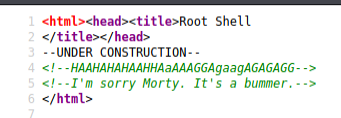 1 <html><head><title>Root Shell
2 </title></head>
3 --UNDER CONSTRUCTION--
4 <!--HAAHAHAHAAHHAaAAAGGAgaagAGAGAGG-->
5 <!--I'm sorry Morty. It's a bummer.-->
6 </html>
7